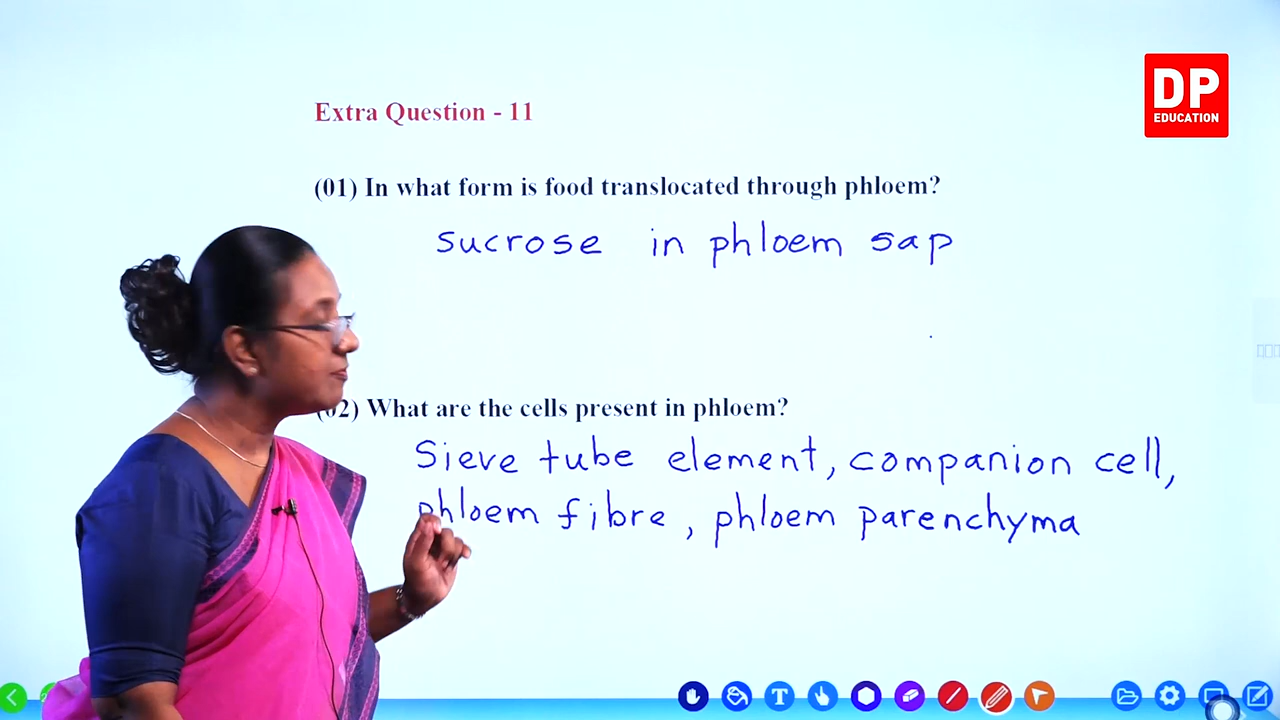 DP
EDUCATION
Extra Question - 11
(01) In what form is food translocated through phloem?
sucrose in phloem sap
(02) What are the cells present in phloem?
Sieve tube element, companion cell,
phloem fibre, phloem parenchyma